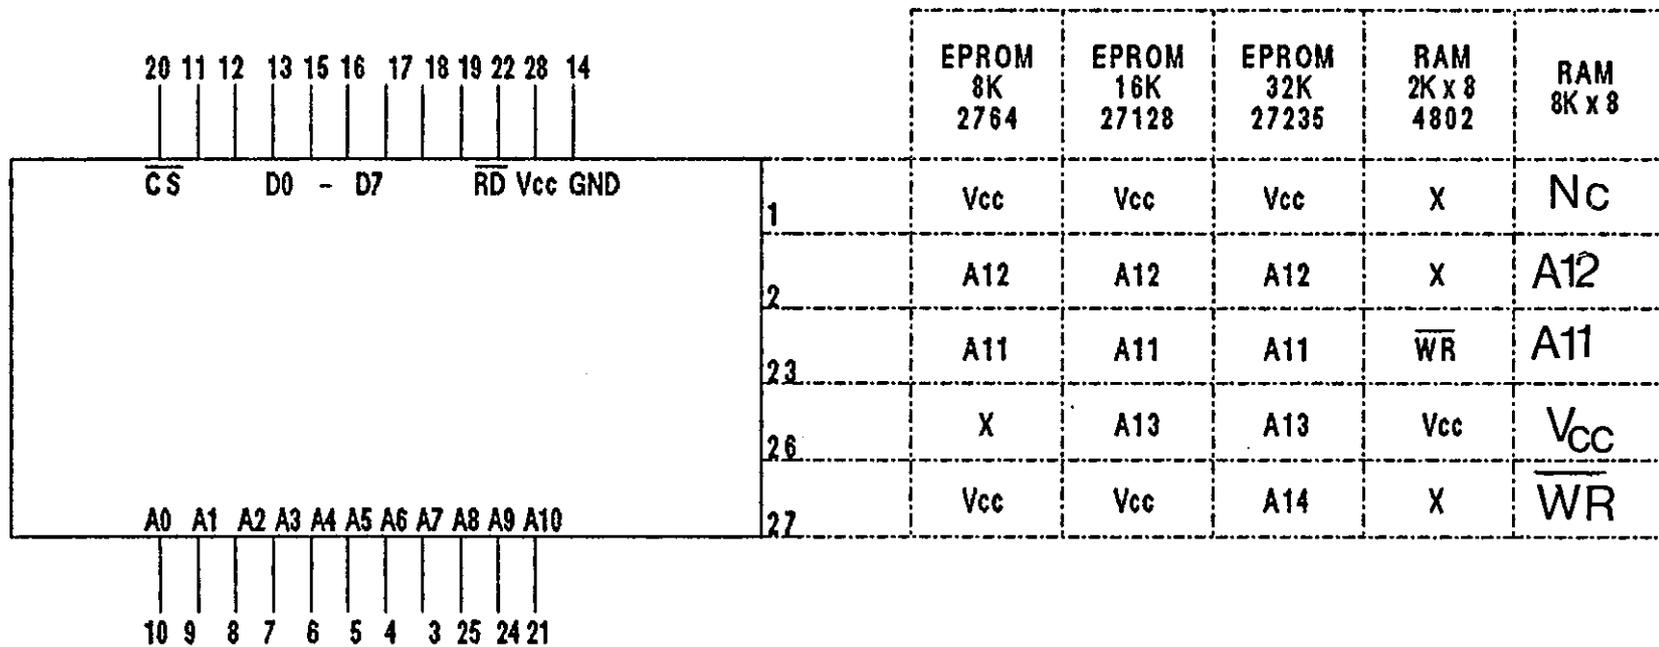 20 11 12 13 15 16 17 18 19 22 28 14
CS D0 - D7 RD Vcc GND
A0 A1 A2 A3 A4 A5 A6 A7 A8 A9 A10
10 9 8 7 6 5 4 3 25 24 21
EPROM 8K 2764
EPROM 16K 27128
EPROM 32K 27235
RAM 2K x 8 4802
RAM 8K x 8
1 Vcc Vcc Vcc X Nc
2 A12 A12 A12 X A12
23 A11 A11 A11 WR A11
26 X A13 A13 Vcc VCC
27 Vcc Vcc A14 X WR